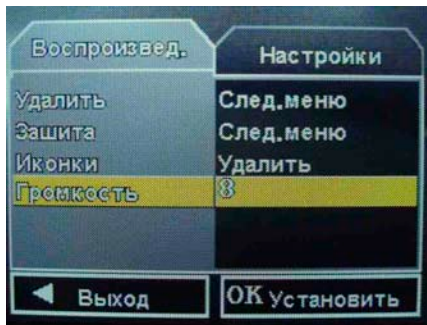 Воспроизвед. Настройки
Удалить След.меню
Зашита След.меню
Иконки Удалить
Громкость 8
◄ Выход OK Установить